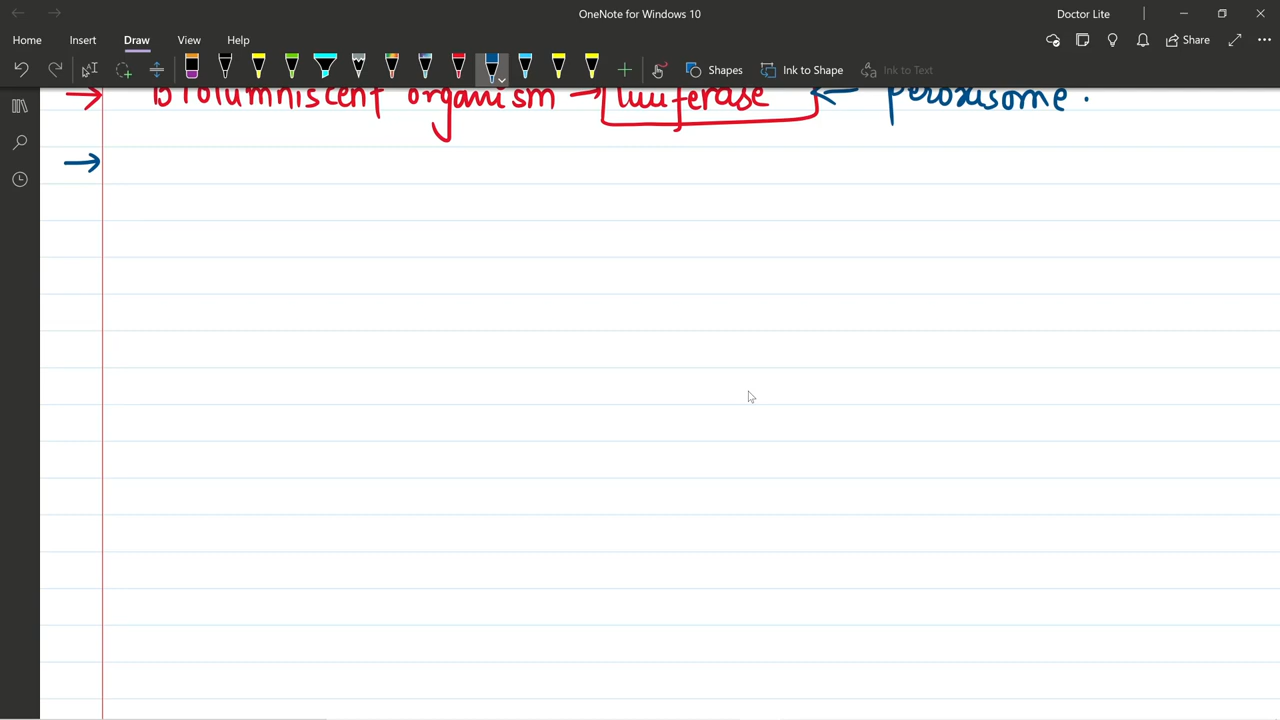 OneNote for Windows 10
Doctor Lite
Home Insert Draw View Help
Share
Shapes Ink to Shape Ink to Text
→ Biolumniscent organism → luciferase ← peroxisome.
→